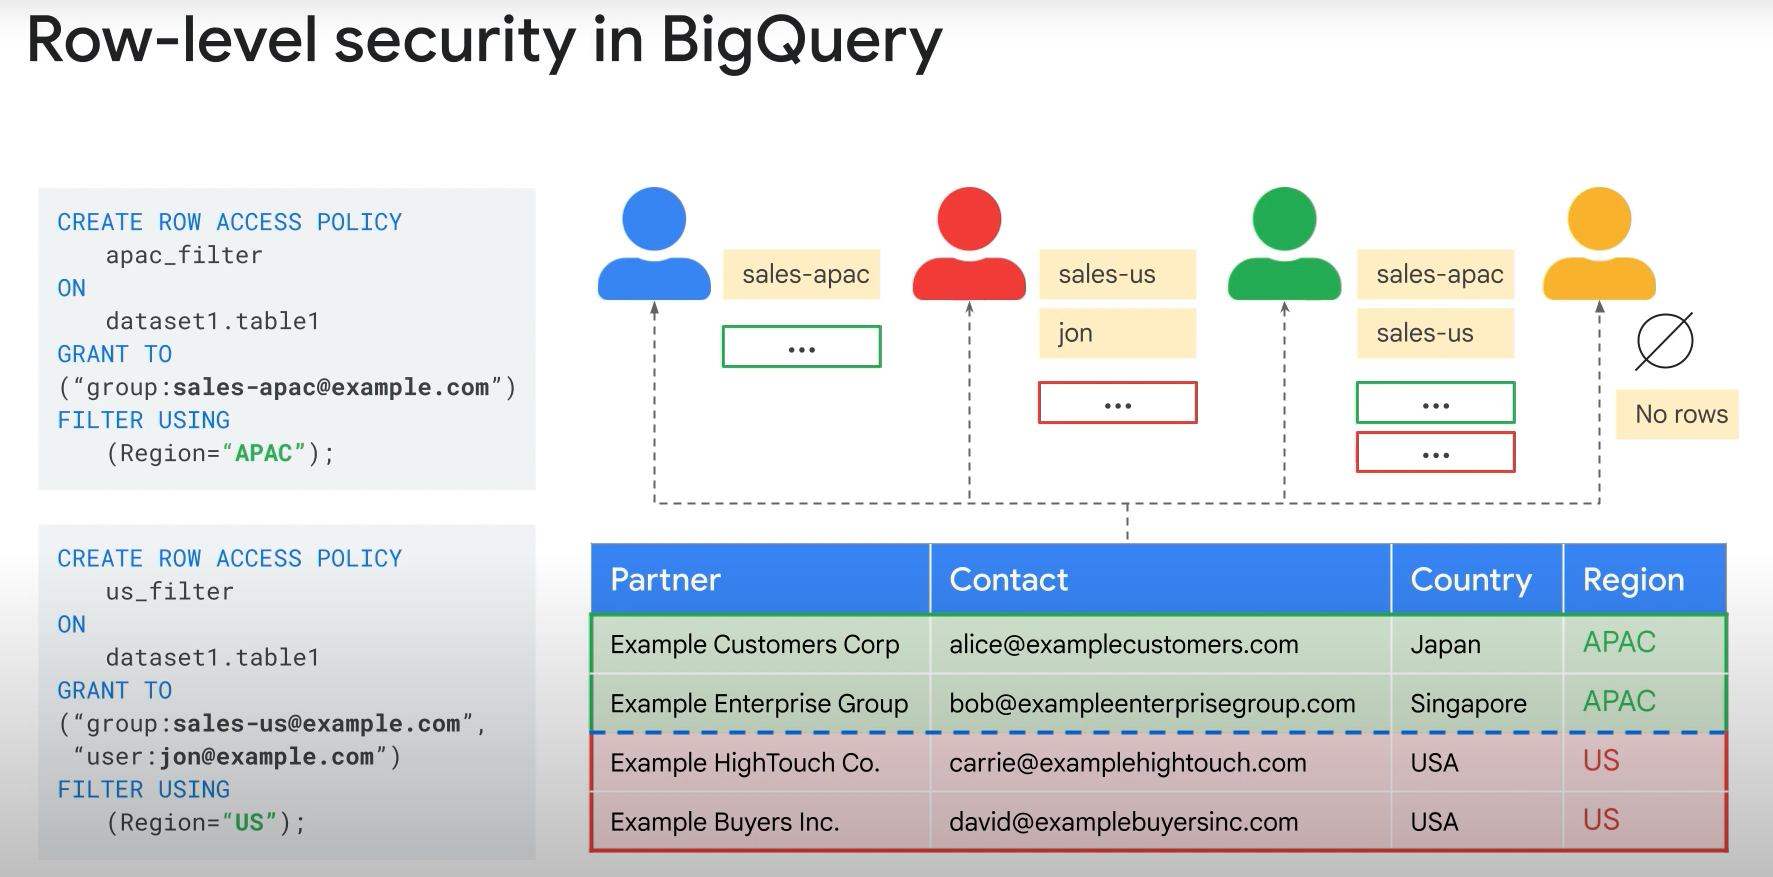 Row-level security in BigQuery
CREATE ROW ACCESS POLICY
apac_filter
ON
dataset1.table1
GRANT TO
(“group:sales-apac@example.com”)
FILTER USING
(Region=“APAC”);
CREATE ROW ACCESS POLICY
us_filter
ON
dataset1.table1
GRANT TO
(“group:sales-us@example.com”,
“user:jon@example.com”)
FILTER USING
(Region=“US”);
sales-apac
...
sales-us
jon
...
sales-apac
sales-us
...
...
No rows
Partner Contact Country Region
Example Customers Corp alice@examplecustomers.com Japan APAC
Example Enterprise Group bob@exampleenterprisegroup.com Singapore APAC
Example HighTouch Co. carrie@examplehightouch.com USA US
Example Buyers Inc. david@examplebuyersinc.com USA US